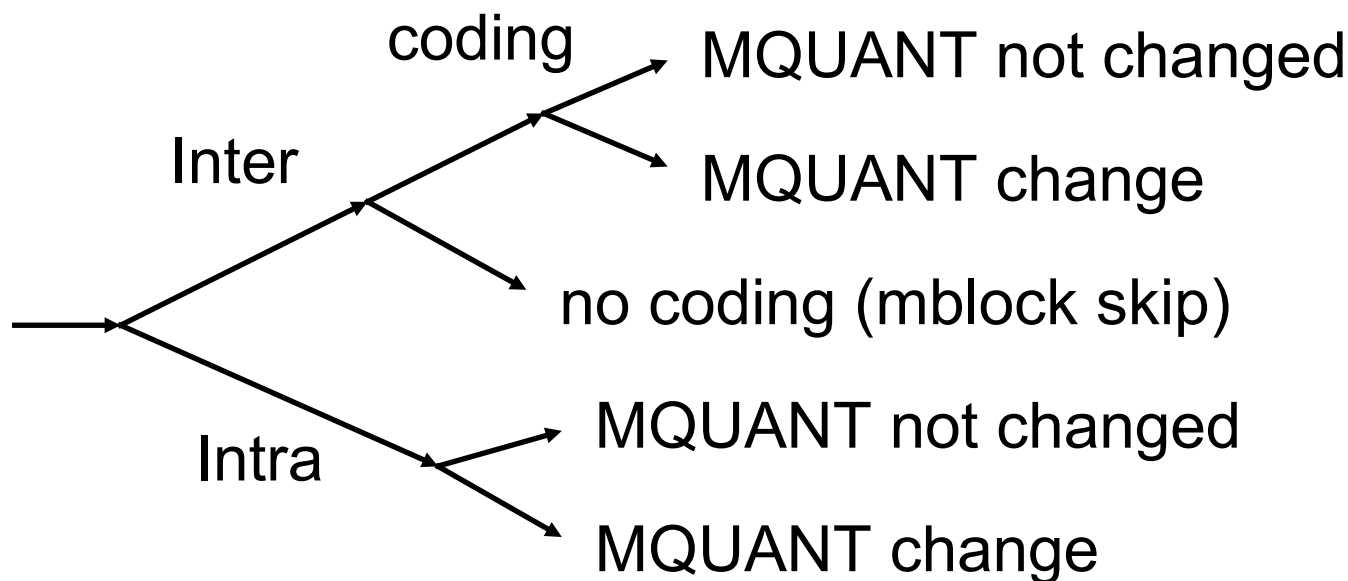 coding
MQUANT not changed
Inter
MQUANT change
no coding (mblock skip)
MQUANT not changed
Intra
MQUANT change